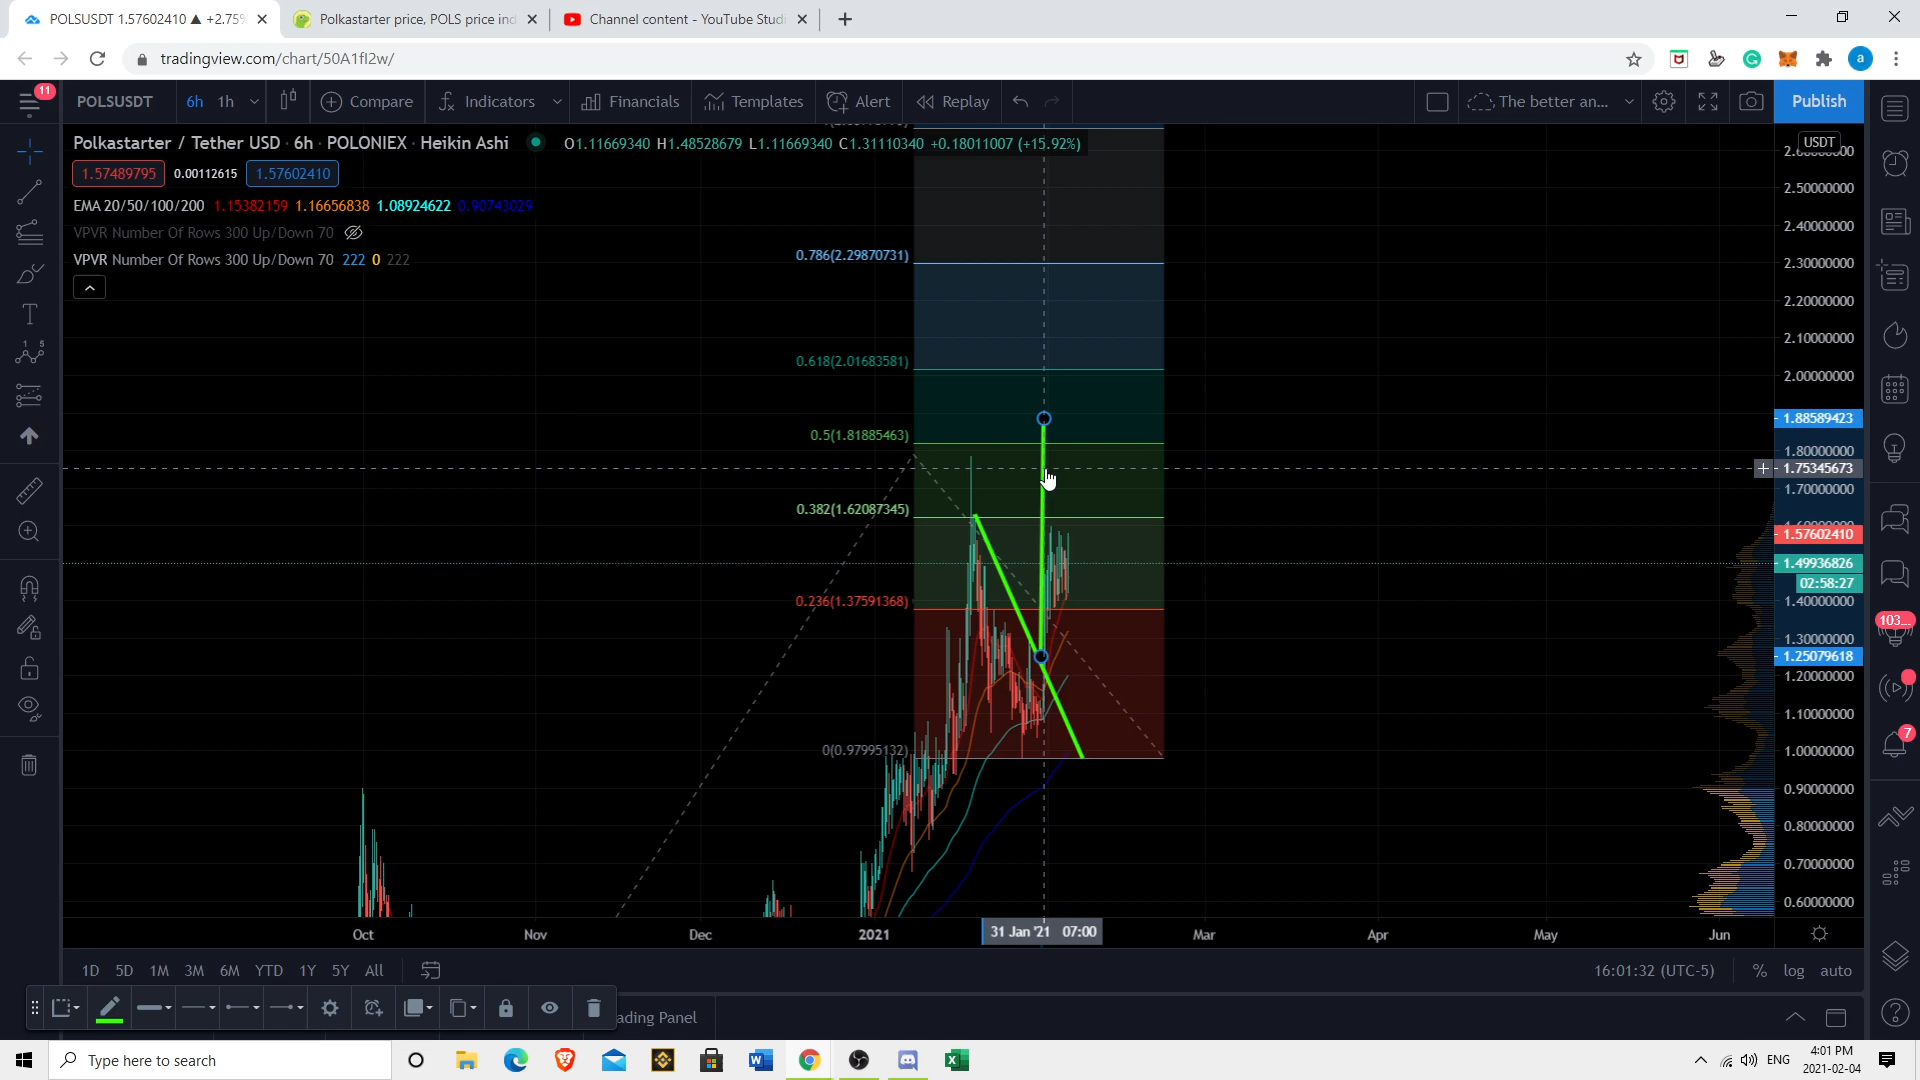 POLSUSDT 1.57602410 ▲ +2.75%
Polkastarter price, POLS price ind
Channel content - YouTube Studi
tradingview.com/chart/50A1fI2w/
a
11
POLSUSDT
6h
1h
Compare
Indicators
Financials
Templates
Alert
Replay
The better an...
Publish
Polkastarter / Tether USD · 6h · POLONIEX · Heikin Ashi
O1.11669340 H1.48528679 L1.11669340 C1.31110340 +0.18011007 (+15.92%)
USDT
1.57489795
0.00112615
1.57602410
EMA 20/50/100/200 1.15382159 1.16656838 1.08924622 0.90743029
VPVR Number Of Rows 300 Up/Down 70
VPVR Number Of Rows 300 Up/Down 70 222 0 222
0.786(2.29870731)
0.618(2.01683581)
0.5(1.81885463)
0.382(1.62087345)
0.236(1.37591368)
0(0.97995132)
2.50000000
2.40000000
2.30000000
2.20000000
2.10000000
2.00000000
1.88589423
1.80000000
1.75345673
1.70000000
1.57602410
1.49936826
02:58:27
1.40000000
1.30000000
1.25079618
1.20000000
1.10000000
1.00000000
0.90000000
0.80000000
0.70000000
0.60000000
103...
7
Oct
Nov
Dec
2021
31 Jan '21 07:00
Mar
Apr
May
Jun
1D 5D 1M 3M 6M YTD 1Y 5Y All
16:01:32 (UTC-5)
% log auto
ading Panel
Type here to search
ENG
4:01 PM
2021-02-04